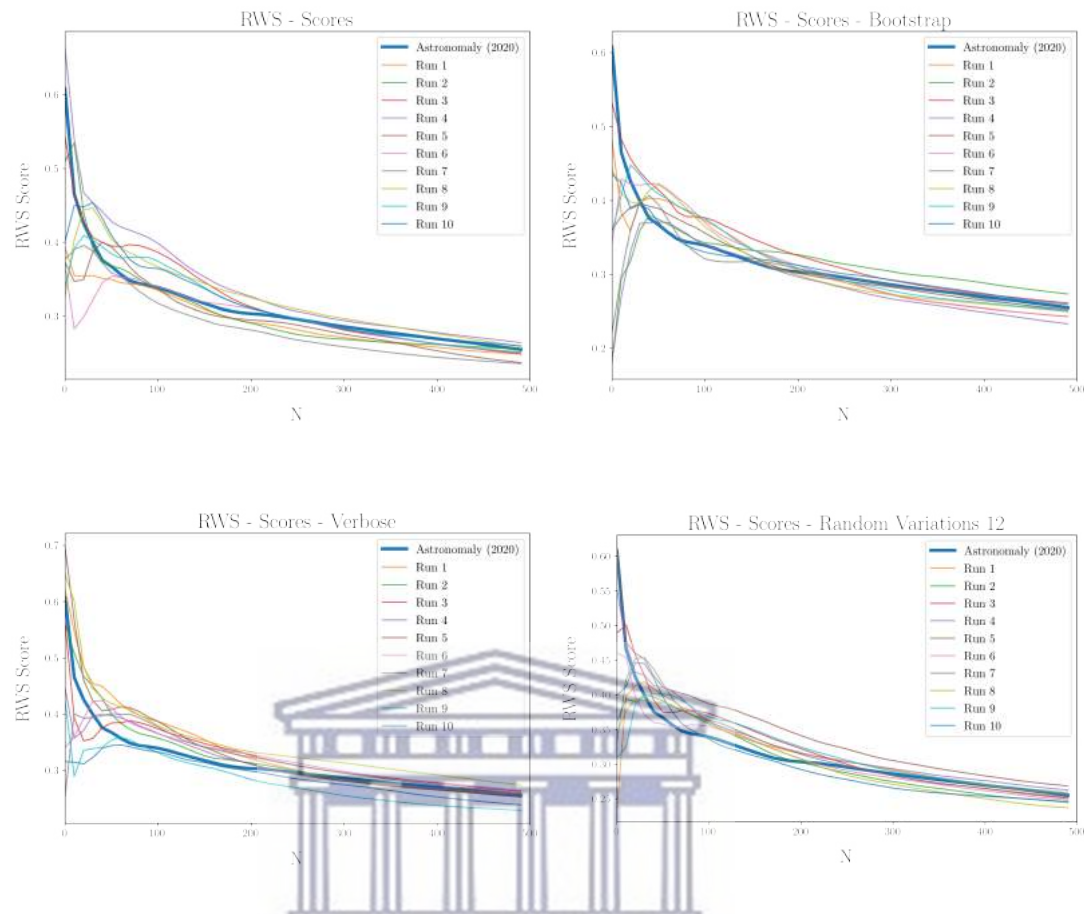 RWS - Scores
Astronomaly (2020)
Run 1
Run 2
Run 3
Run 4
Run 5
Run 6
Run 7
Run 8
Run 9
Run 10
RWS Score
0.6
0.5
0.4
0.3
0
100
200
300
400
500
N
RWS - Scores - Bootstrap
Astronomaly (2020)
Run 1
Run 2
Run 3
Run 4
Run 5
Run 6
Run 7
Run 8
Run 9
Run 10
RWS Score
0.6
0.5
0.4
0.3
0.2
0
100
200
300
400
500
N
RWS - Scores - Verbose
Astronomaly (2020)
Run 1
Run 2
Run 3
Run 4
Run 5
Run 6
Run 7
Run 8
Run 9
Run 10
RWS Score
0.7
0.6
0.5
0.4
0.3
0
100
200
300
400
500
N
RWS - Scores - Random Variations 12
Astronomaly (2020)
Run 1
Run 2
Run 3
Run 4
Run 5
Run 6
Run 7
Run 8
Run 9
Run 10
RWS Score
0.60
0.55
0.50
0.45
0.40
0.35
0.30
0.25
0
100
200
300
400
500
N